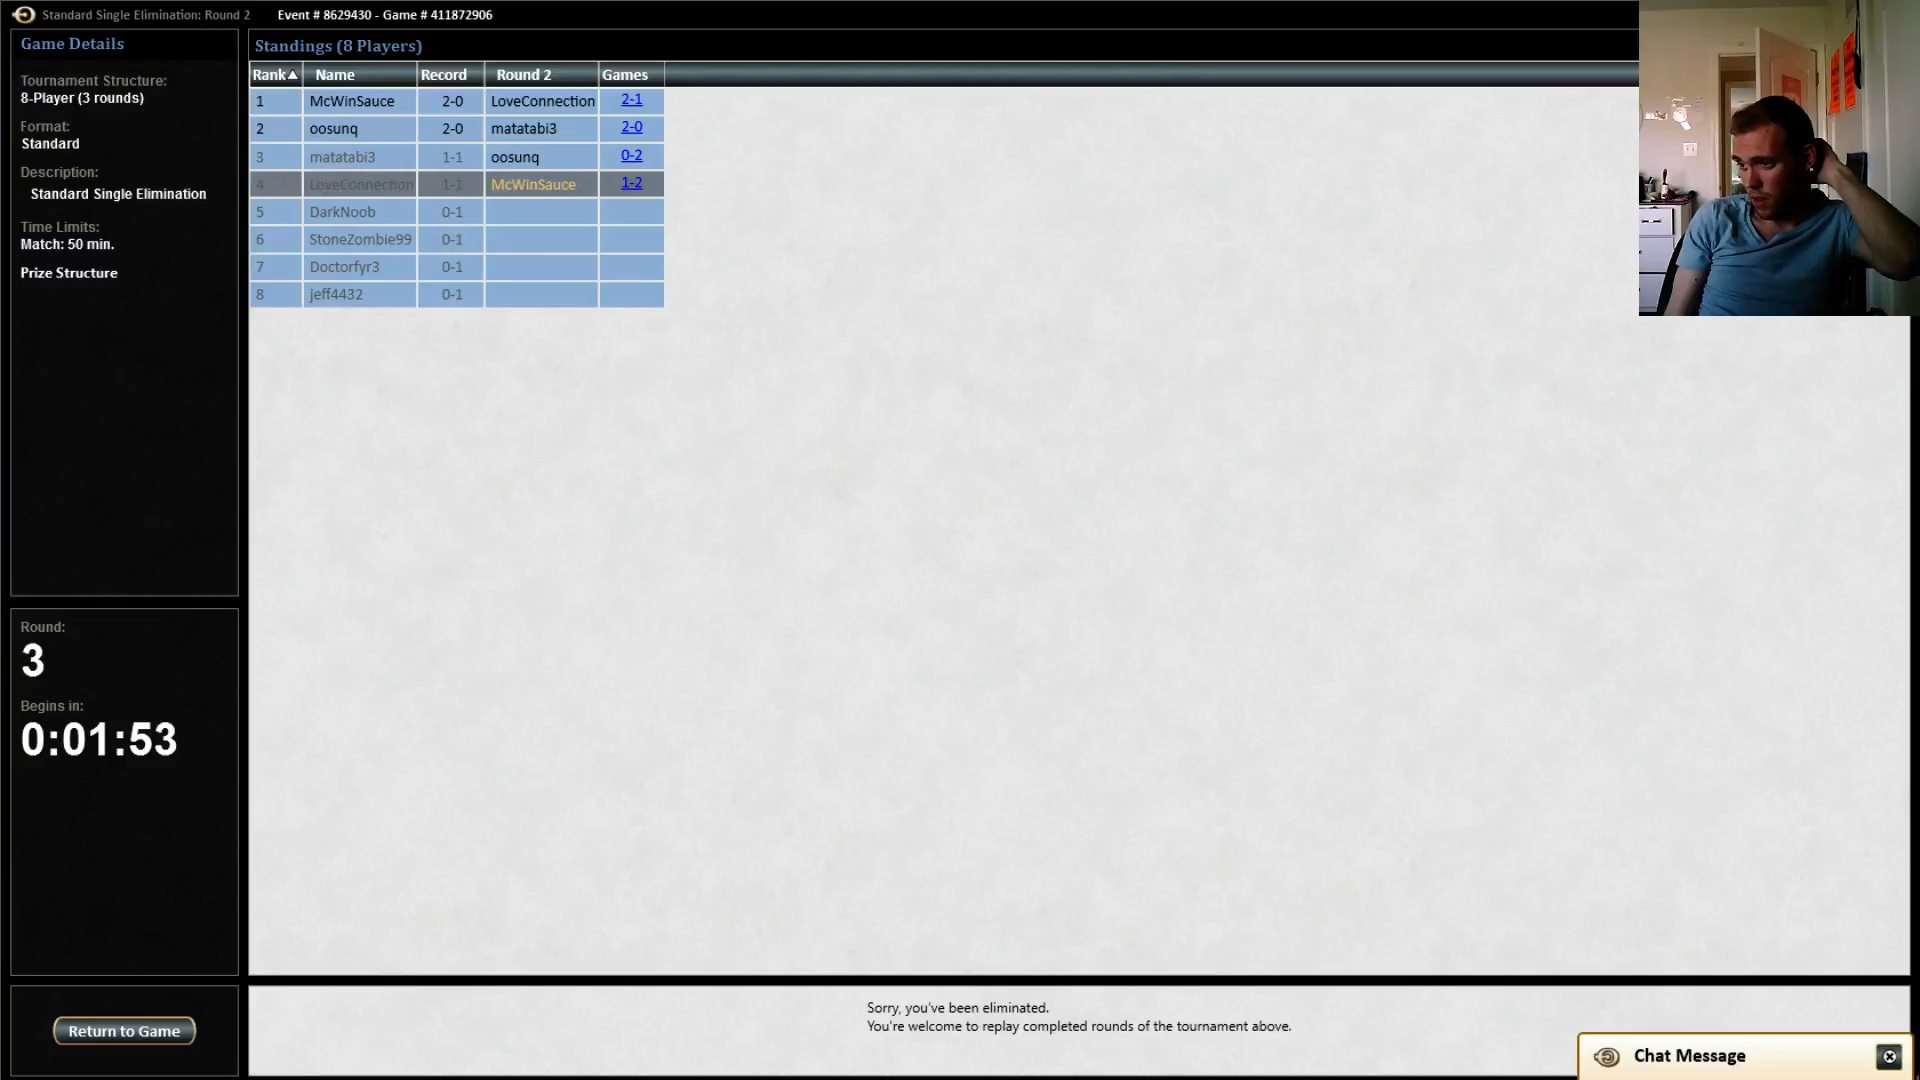 Standard Single Elimination: Round 2
Event # 8629430 - Game # 411872906
Game Details
Tournament Structure:
8-Player (3 rounds)
Format:
Standard
Description:
Standard Single Elimination
Time Limits:
Match: 50 min.
Prize Structure
Standings (8 Players)
Rank Name Record Round 2 Games
1 McWinSauce 2-0 LoveConnection 2-1
2 oosunq 2-0 matatabi3 2-0
3 matatabi3 1-1 oosunq 0-2
4 LoveConnection 1-1 McWinSauce 1-2
5 DarkNoob 0-1
6 StoneZombie99 0-1
7 Doctorfyr3 0-1
8 jeff4432 0-1
Round:
3
Begins in:
0:01:53
Return to Game
Sorry, you've been eliminated.
You're welcome to replay completed rounds of the tournament above.
Chat Message